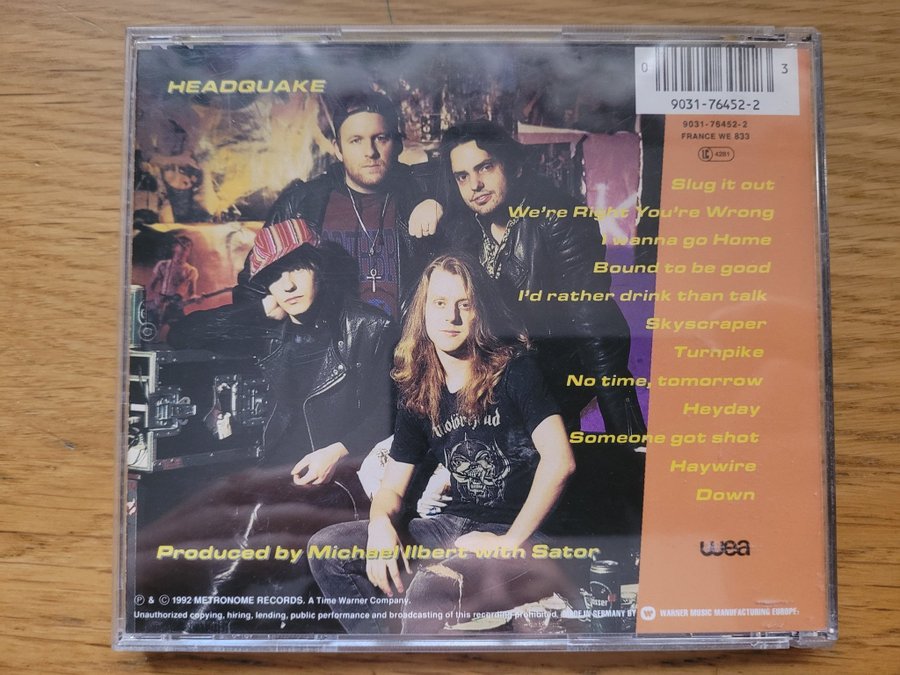 HEADQUAKE
0 3
9031-76452-2
9031-76452-2
FRANCE WE 833
LC 4281
Slug it out
We're Right You're Wrong
I wanna go Home
Bound to be good
I'd rather drink than talk
Skyscraper
Turnpike
No time, tomorrow
Heyday
Someone got shot
Haywire
Down
Motörhead
Produced by Michael Ilbert with Sator
wea
℗ & © 1992 METRONOME RECORDS. A Time Warner Company.
Unauthorized copying, hiring, lending, public performance and broadcasting of this recording prohibited. MADE IN GERMANY BY WARNER MUSIC MANUFACTURING EUROPE.